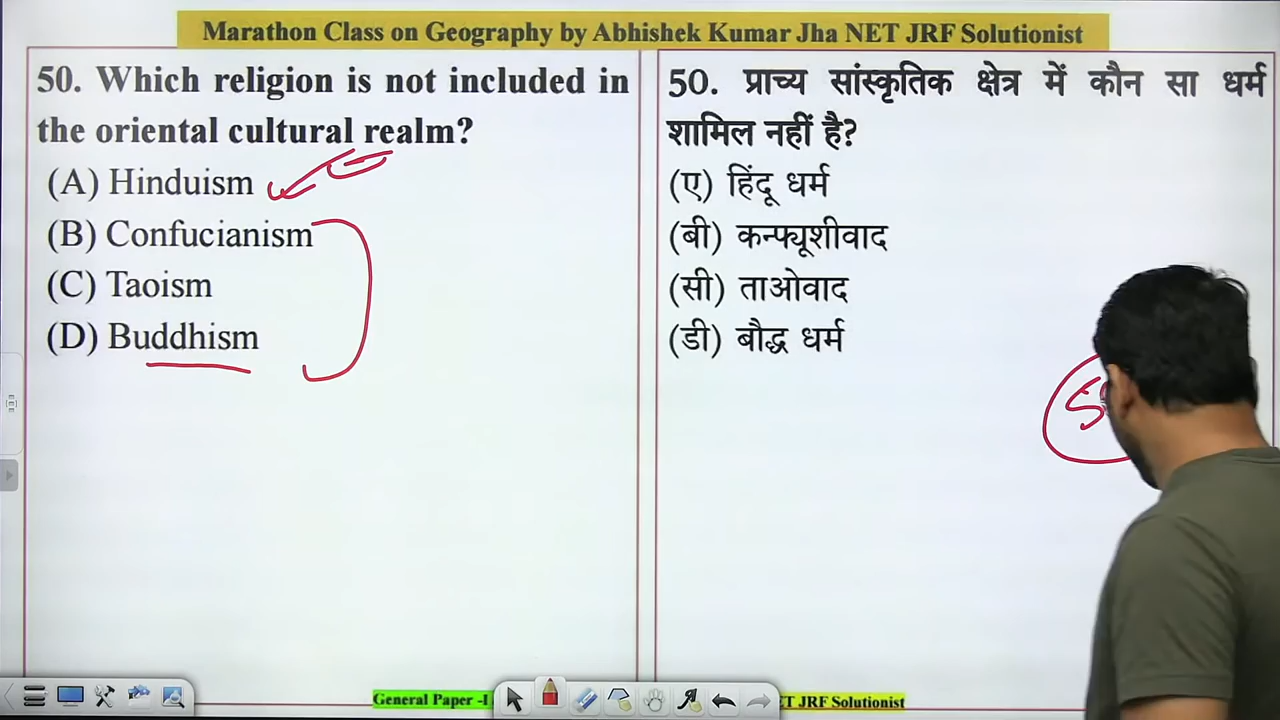 Marathon Class on Geography by Abhishek Kumar Jha NET JRF Solutionist
50. Which religion is not included in
the oriental cultural realm?
(A) Hinduism
(B) Confucianism
(C) Taoism
(D) Buddhism
50. प्राच्य सांस्कृतिक क्षेत्र में कौन सा धर्म
शामिल नहीं है?
(ए) हिंदू धर्म
(बी) कन्फ्यूशीवाद
(सी) ताओवाद
(डी) बौद्ध धर्म
General Paper -I
JRF Solutionist